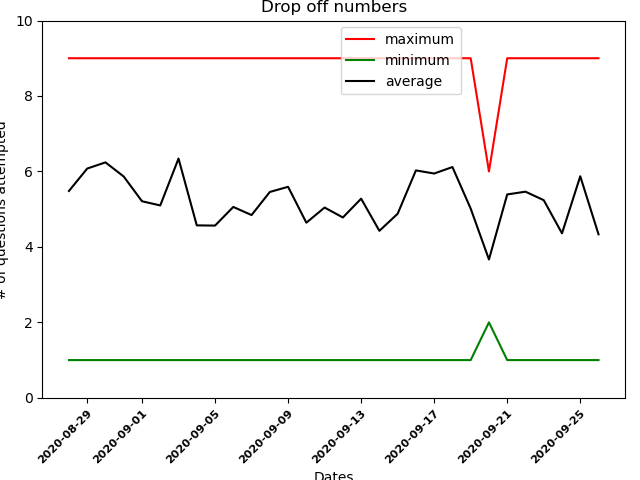 Drop off numbers
maximum
minimum
average
# of questions attempted
10
8
6
4
2
0
2020-08-29
2020-09-01
2020-09-05
2020-09-09
2020-09-13
2020-09-17
2020-09-21
2020-09-25
Dates